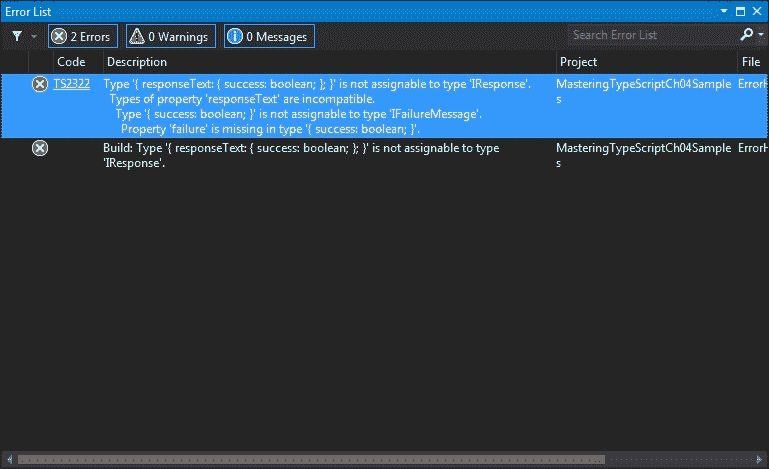 Error List
2 Errors 0 Warnings 0 Messages Search Error List
Code Description Project File
TS2322 Type '{ responseText: { success: boolean; }; }' is not assignable to type 'IResponse'. MasteringTypeScriptCh04Sample ErrorH
Types of property 'responseText' are incompatible. s
Type '{ success: boolean; }' is not assignable to type 'IFailureMessage'.
Property 'failure' is missing in type '{ success: boolean; }'.
Build: Type '{ responseText: { success: boolean; }; }' is not assignable to type MasteringTypeScriptCh04Sample ErrorH
'IResponse'. s